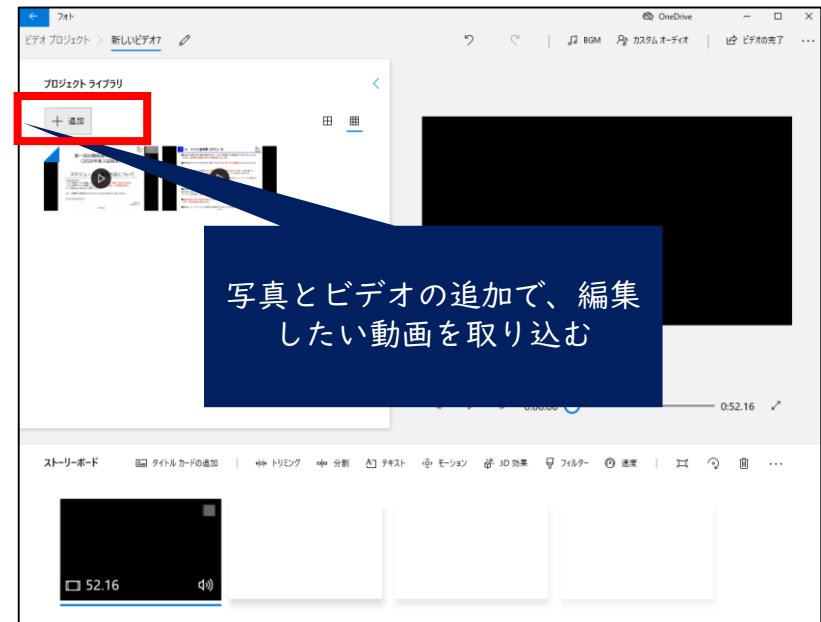 フォト
OneDrive
ビデオ プロジェクト > 新しいビデオ7
BGM カスタム オーディオ ビデオの完了
プロジェクト ライブラリ
追加
写真とビデオの追加で、編集
したい動画を取り込む
0:52.16
ストーリーボード タイトル カードの追加 トリミング 分割 テキスト モーション 3D 効果 フィルター 速度
52.16